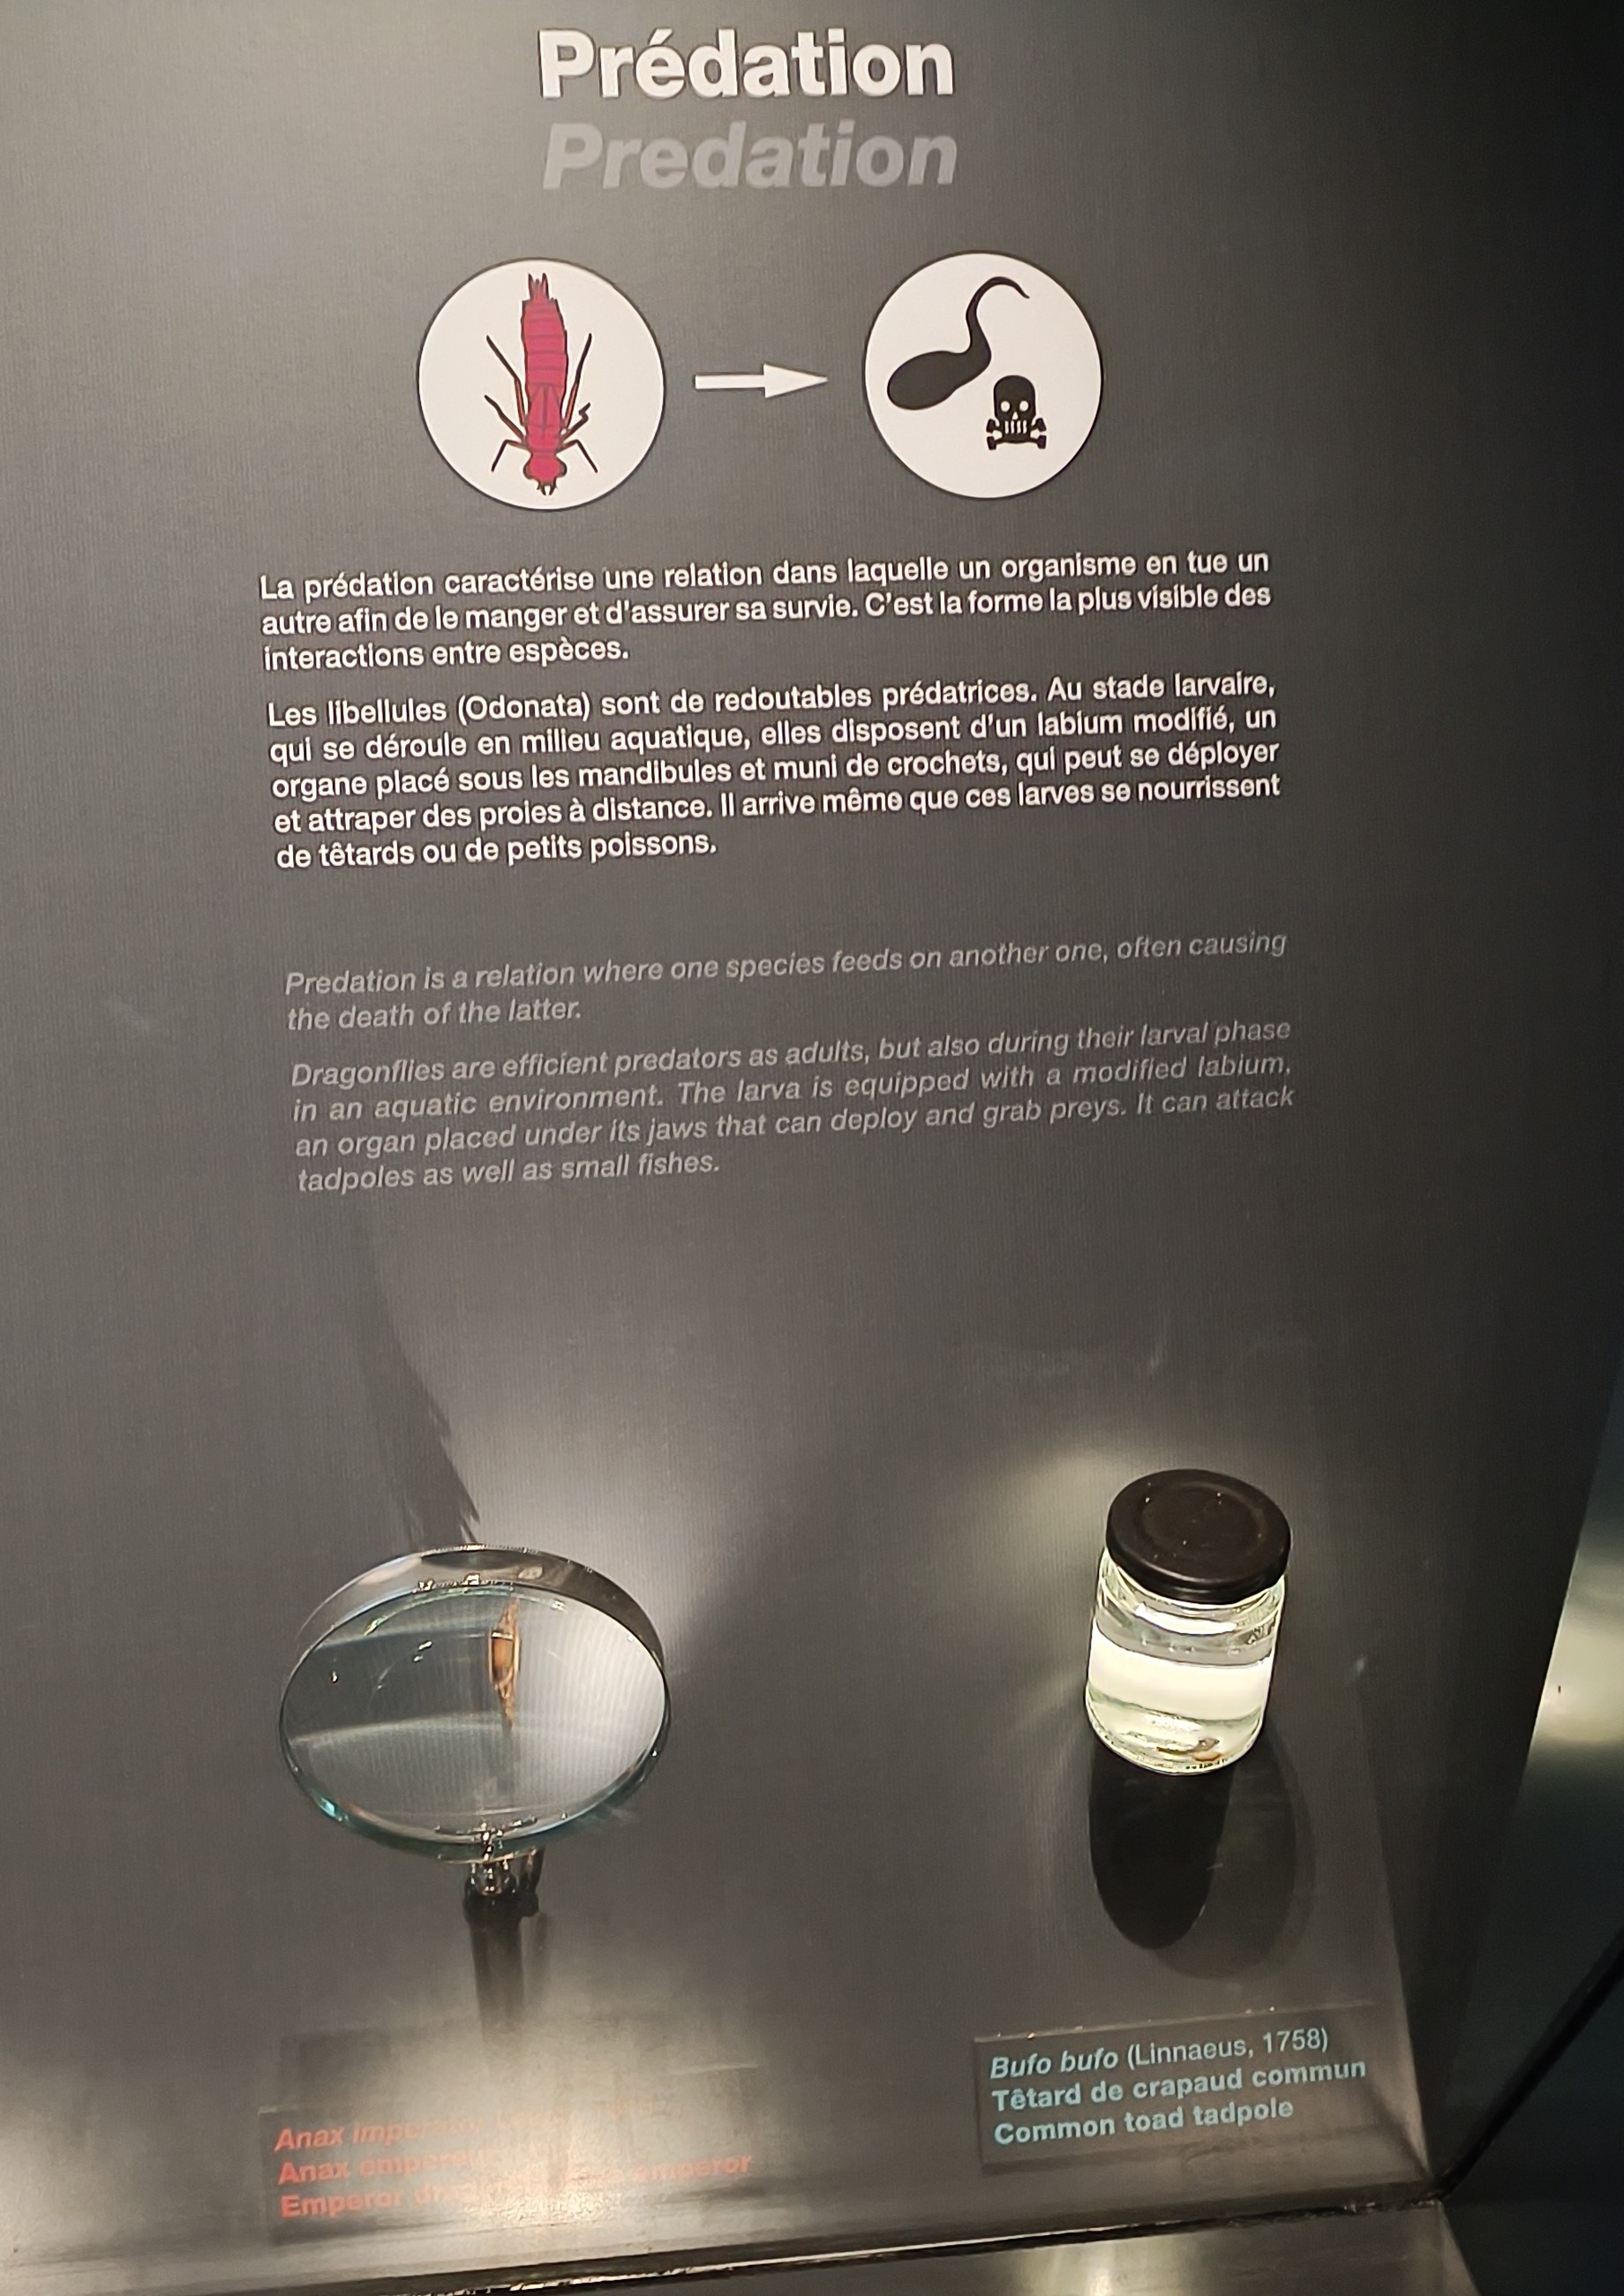 Prédation
Predation
La prédation caractérise une relation dans laquelle un organisme en tue un
autre afin de le manger et d'assurer sa survie. C'est la forme la plus visible des
interactions entre espèces.
Les libellules (Odonata) sont de redoutables prédatrices. Au stade larvaire,
qui se déroule en milieu aquatique, elles disposent d'un labium modifié, un
organe placé sous les mandibules et muni de crochets, qui peut se déployer
et attraper des proies à distance. Il arrive même que ces larves se nourrissent
de têtards ou de petits poissons.
Predation is a relation where one species feeds on another one, often causing
the death of the latter.
Dragonflies are efficient predators as adults, but also during their larval phase
in an aquatic environment. The larva is equipped with a modified labium,
an organ placed under its jaws that can deploy and grab preys. It can attack
tadpoles as well as small fishes.
Bufo bufo (Linnaeus, 1758)
Têtard de crapaud commun
Common toad tadpole
Anax
Anax empereur
Emperor emperor